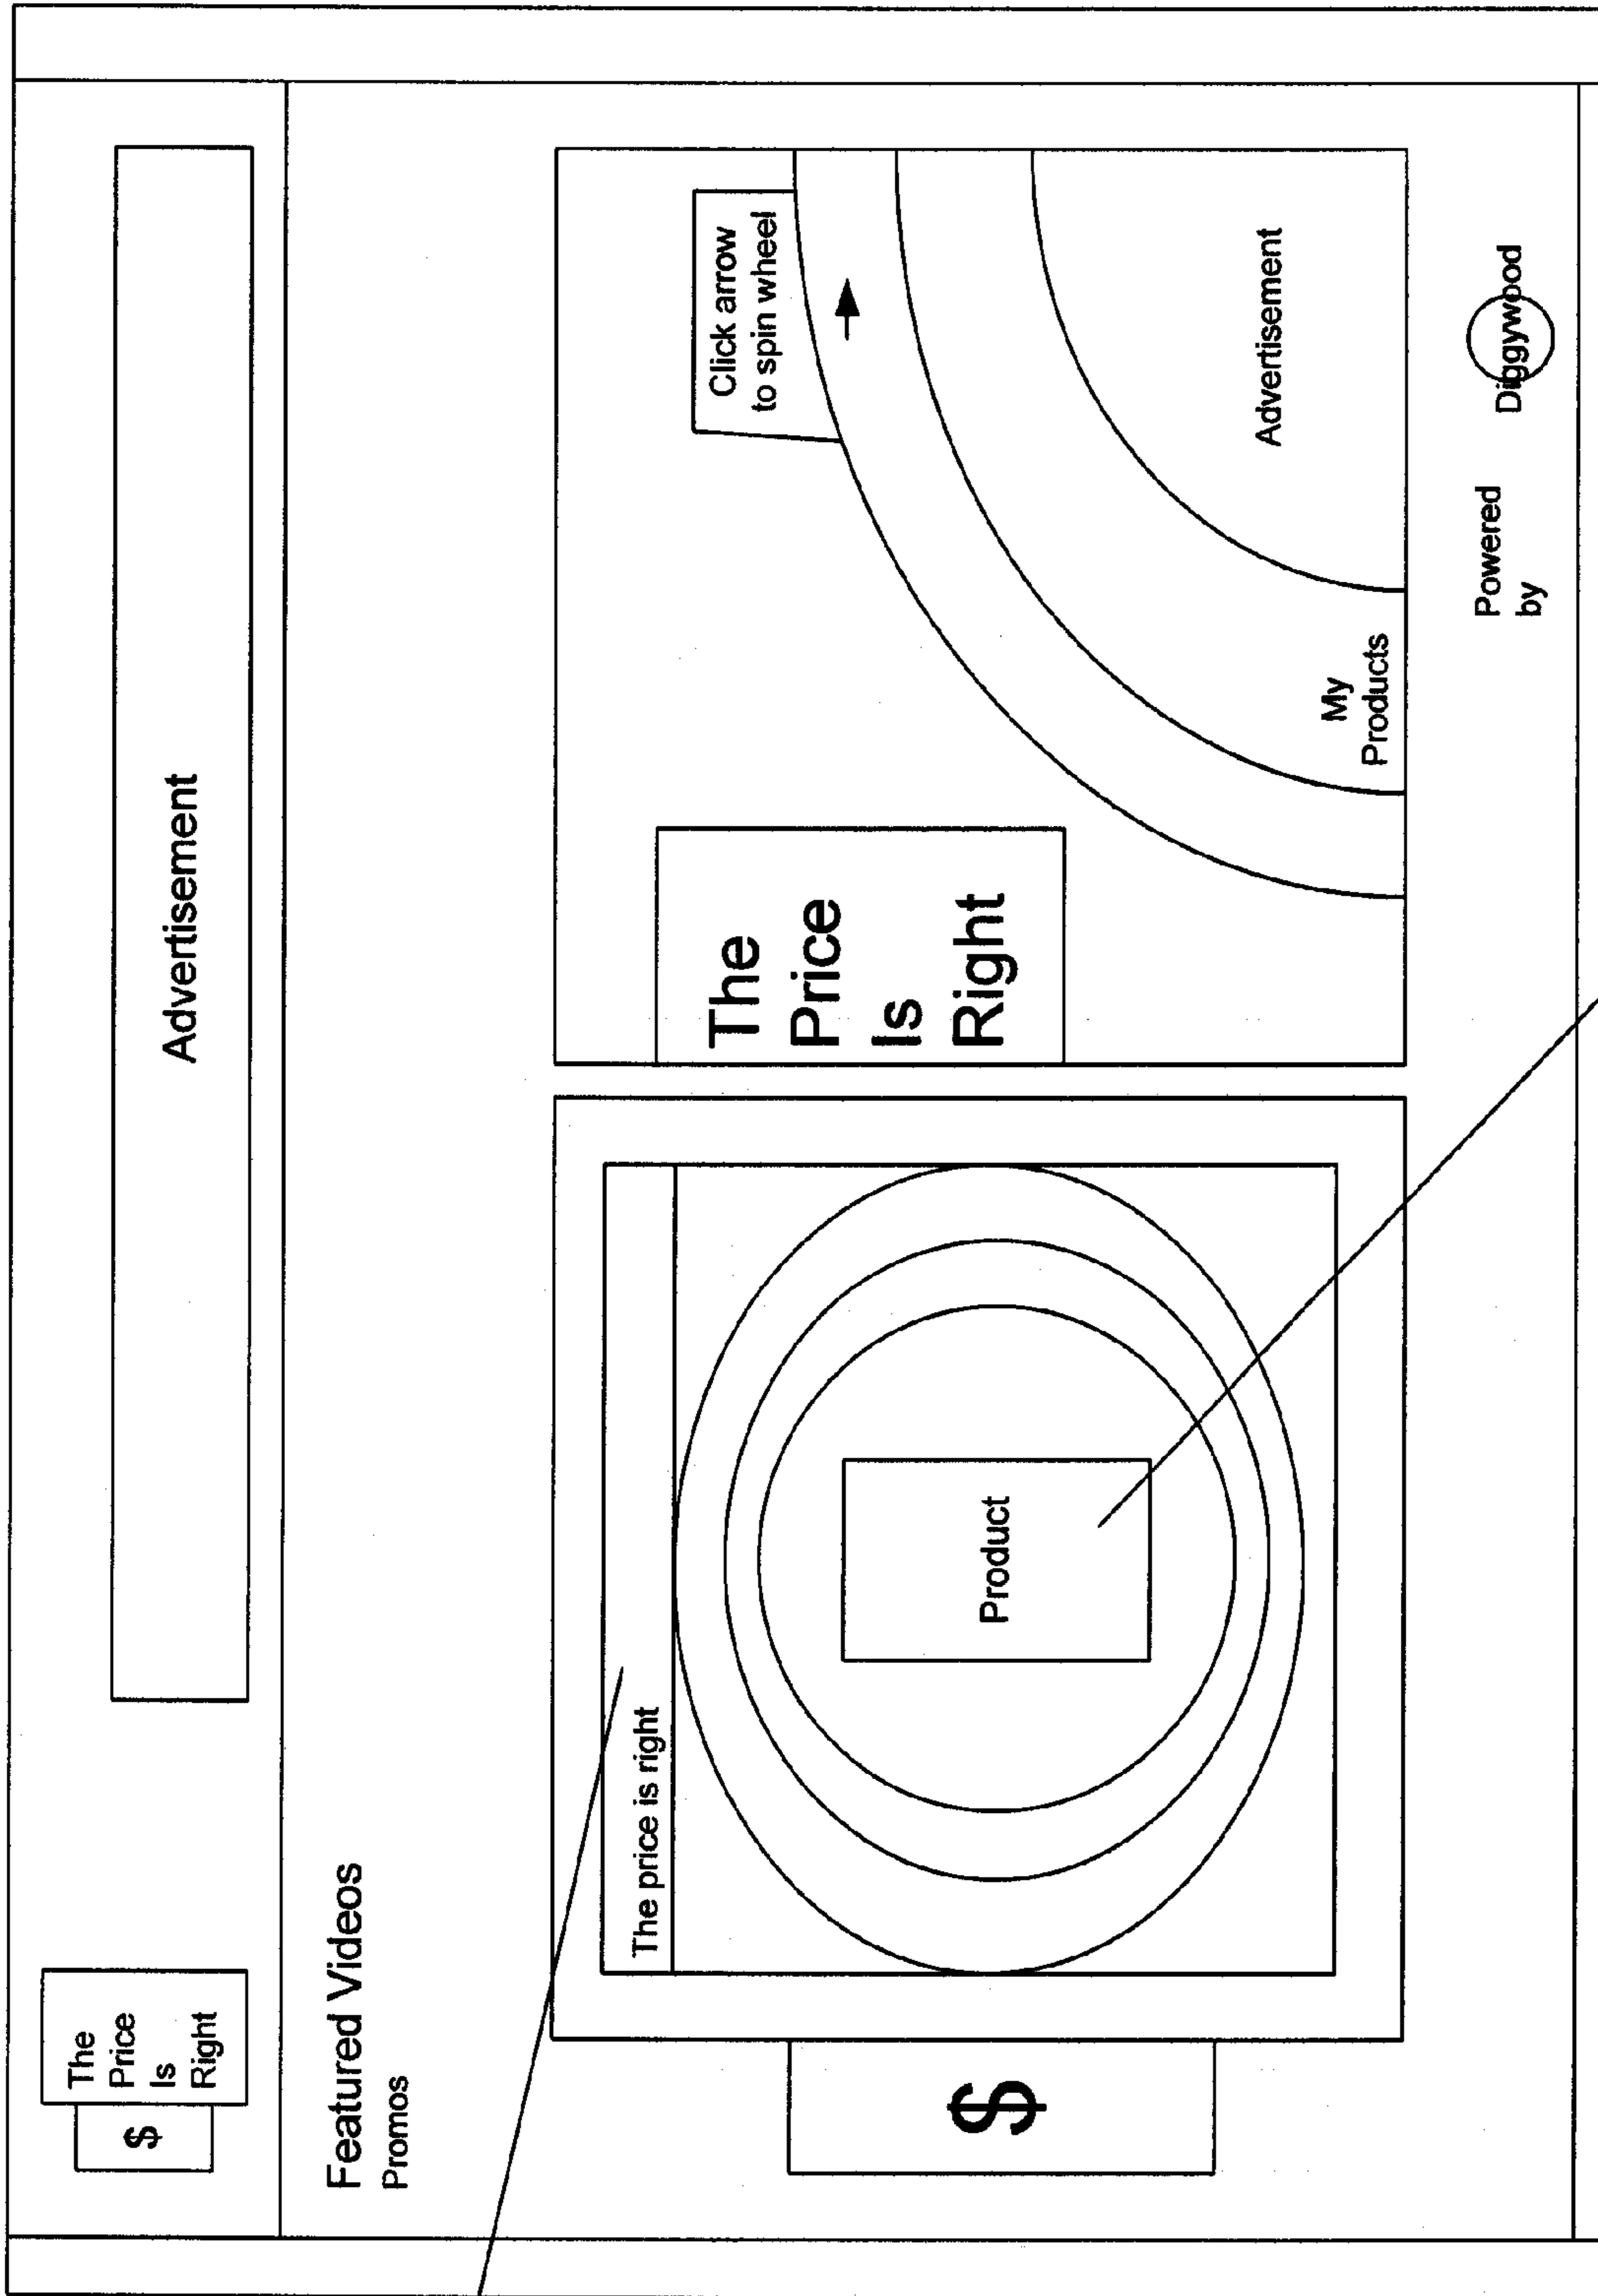 $
The
Price
Is
Right
Advertisement
Featured Videos
Promos
$
The price is right
Product
The
Price
Is
Right
Click arrow
to spin wheel
My
Products
Advertisement
Powered
by
Diggywood